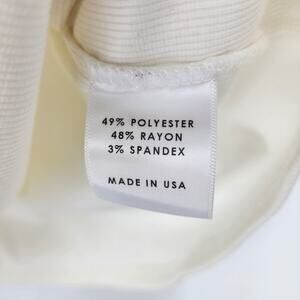 49% POLYESTER
48% RAYON
3% SPANDEX
MADE IN USA